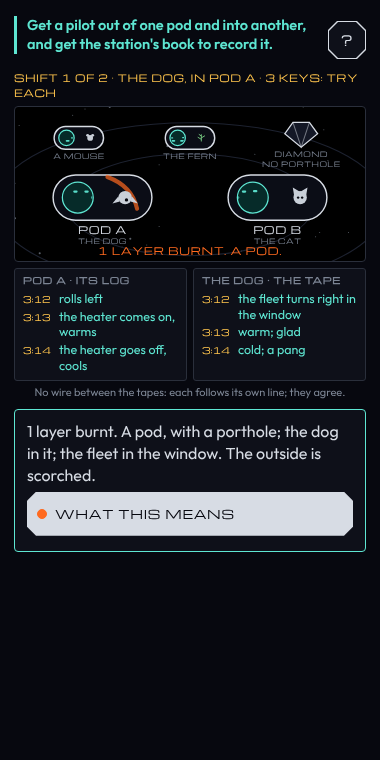 Get a pilot out of one pod and into another,
and get the station's book to record it.
?
SHIFT 1 OF 2 · THE DOG, IN POD A · 3 KEYS: TRY
EACH
A MOUSE
THE FERN
DIAMOND
NO PORTHOLE
POD A
THE DOG
POD B
THE CAT
1 LAYER BURNT. A POD.
POD A · ITS LOG
3:12 rolls left
3:13 the heater comes on,
warms
3:14 the heater goes off,
cools
THE DOG · THE TAPE
3:12 the fleet turns right in
the window
3:13 warm; glad
3:14 cold; a pang
No wire between the tapes: each follows its own line; they agree.
1 layer burnt. A pod, with a porthole; the dog
in it; the fleet in the window. The outside is
scorched.
WHAT THIS MEANS